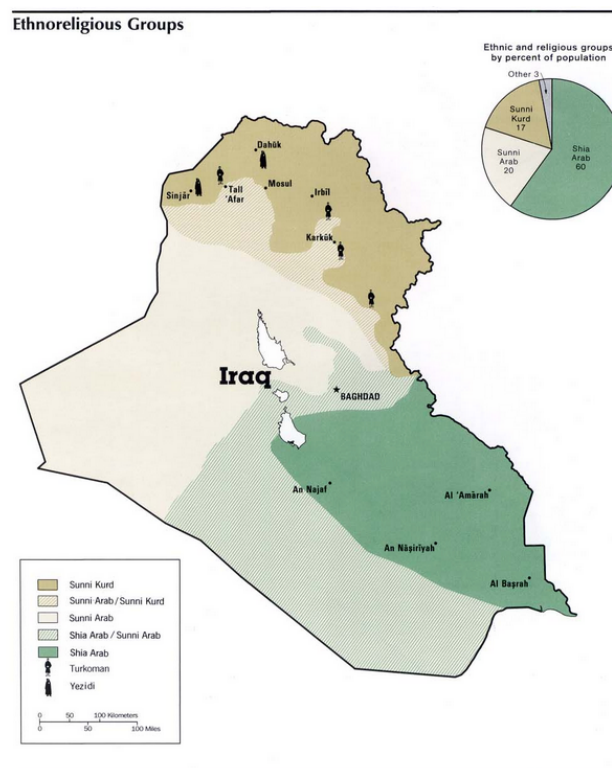 Ethnoreligious Groups
Ethnic and religious groups
by percent of population
Other 3
Sunni
Kurd
17
Sunni
Arab
20
Shia
Arab
60
Dahūk
Sinjār
Tall
'Afar
Mosul
Irbīl
Karkūk
Iraq
BAGHDAD
An Najaf
Al 'Amārah
An Nāşirīyah
Al Başrah
Sunni Kurd
Sunni Arab/Sunni Kurd
Sunni Arab
Shia Arab/Sunni Arab
Shia Arab
Turkoman
Yezidi
0 50 100 Kilometers
0 50 100 Miles